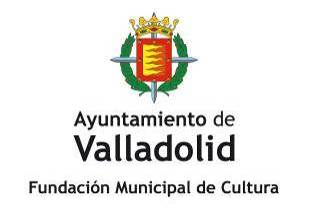 Ayuntamiento de
Valladolid
Fundación Municipal de Cultura